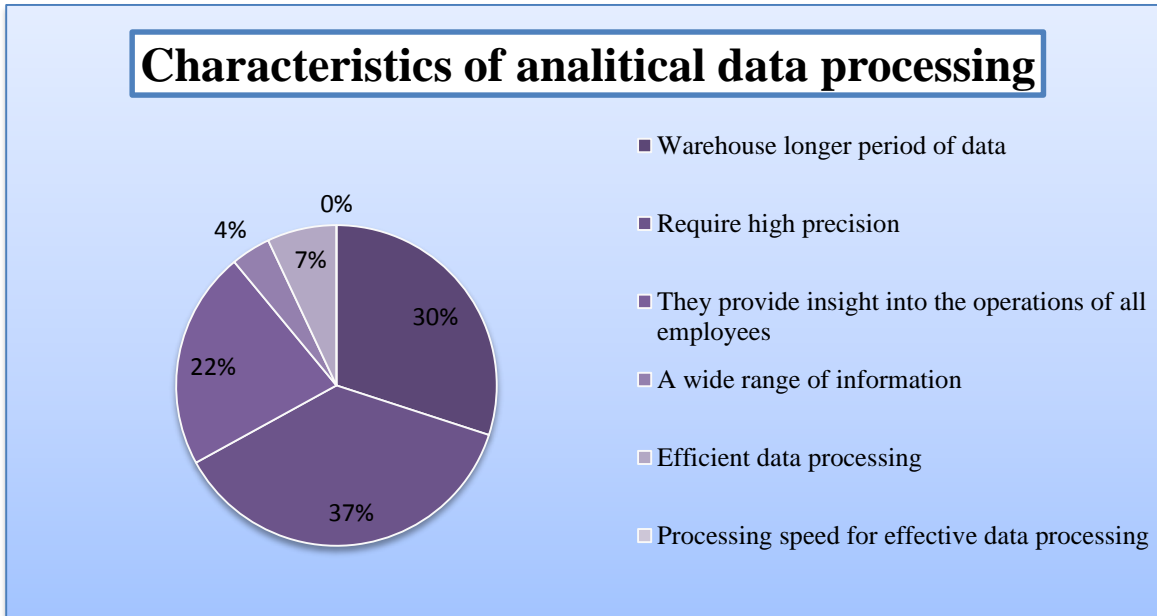 Characteristics of analitical data processing
0%
4%
7%
30%
22%
37%
Warehouse longer period of data
Require high precision
They provide insight into the operations of all
employees
A wide range of information
Efficient data processing
Processing speed for effective data processing